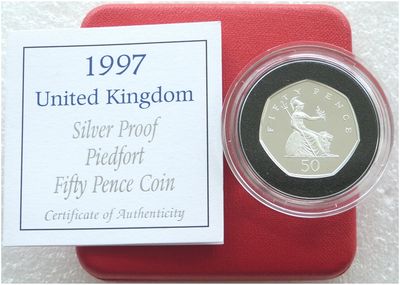 1997
United Kingdom
Silver Proof
Piedfort
Fifty Pence Coin
Certificate of Authenticity
FIFTY PENCE
50